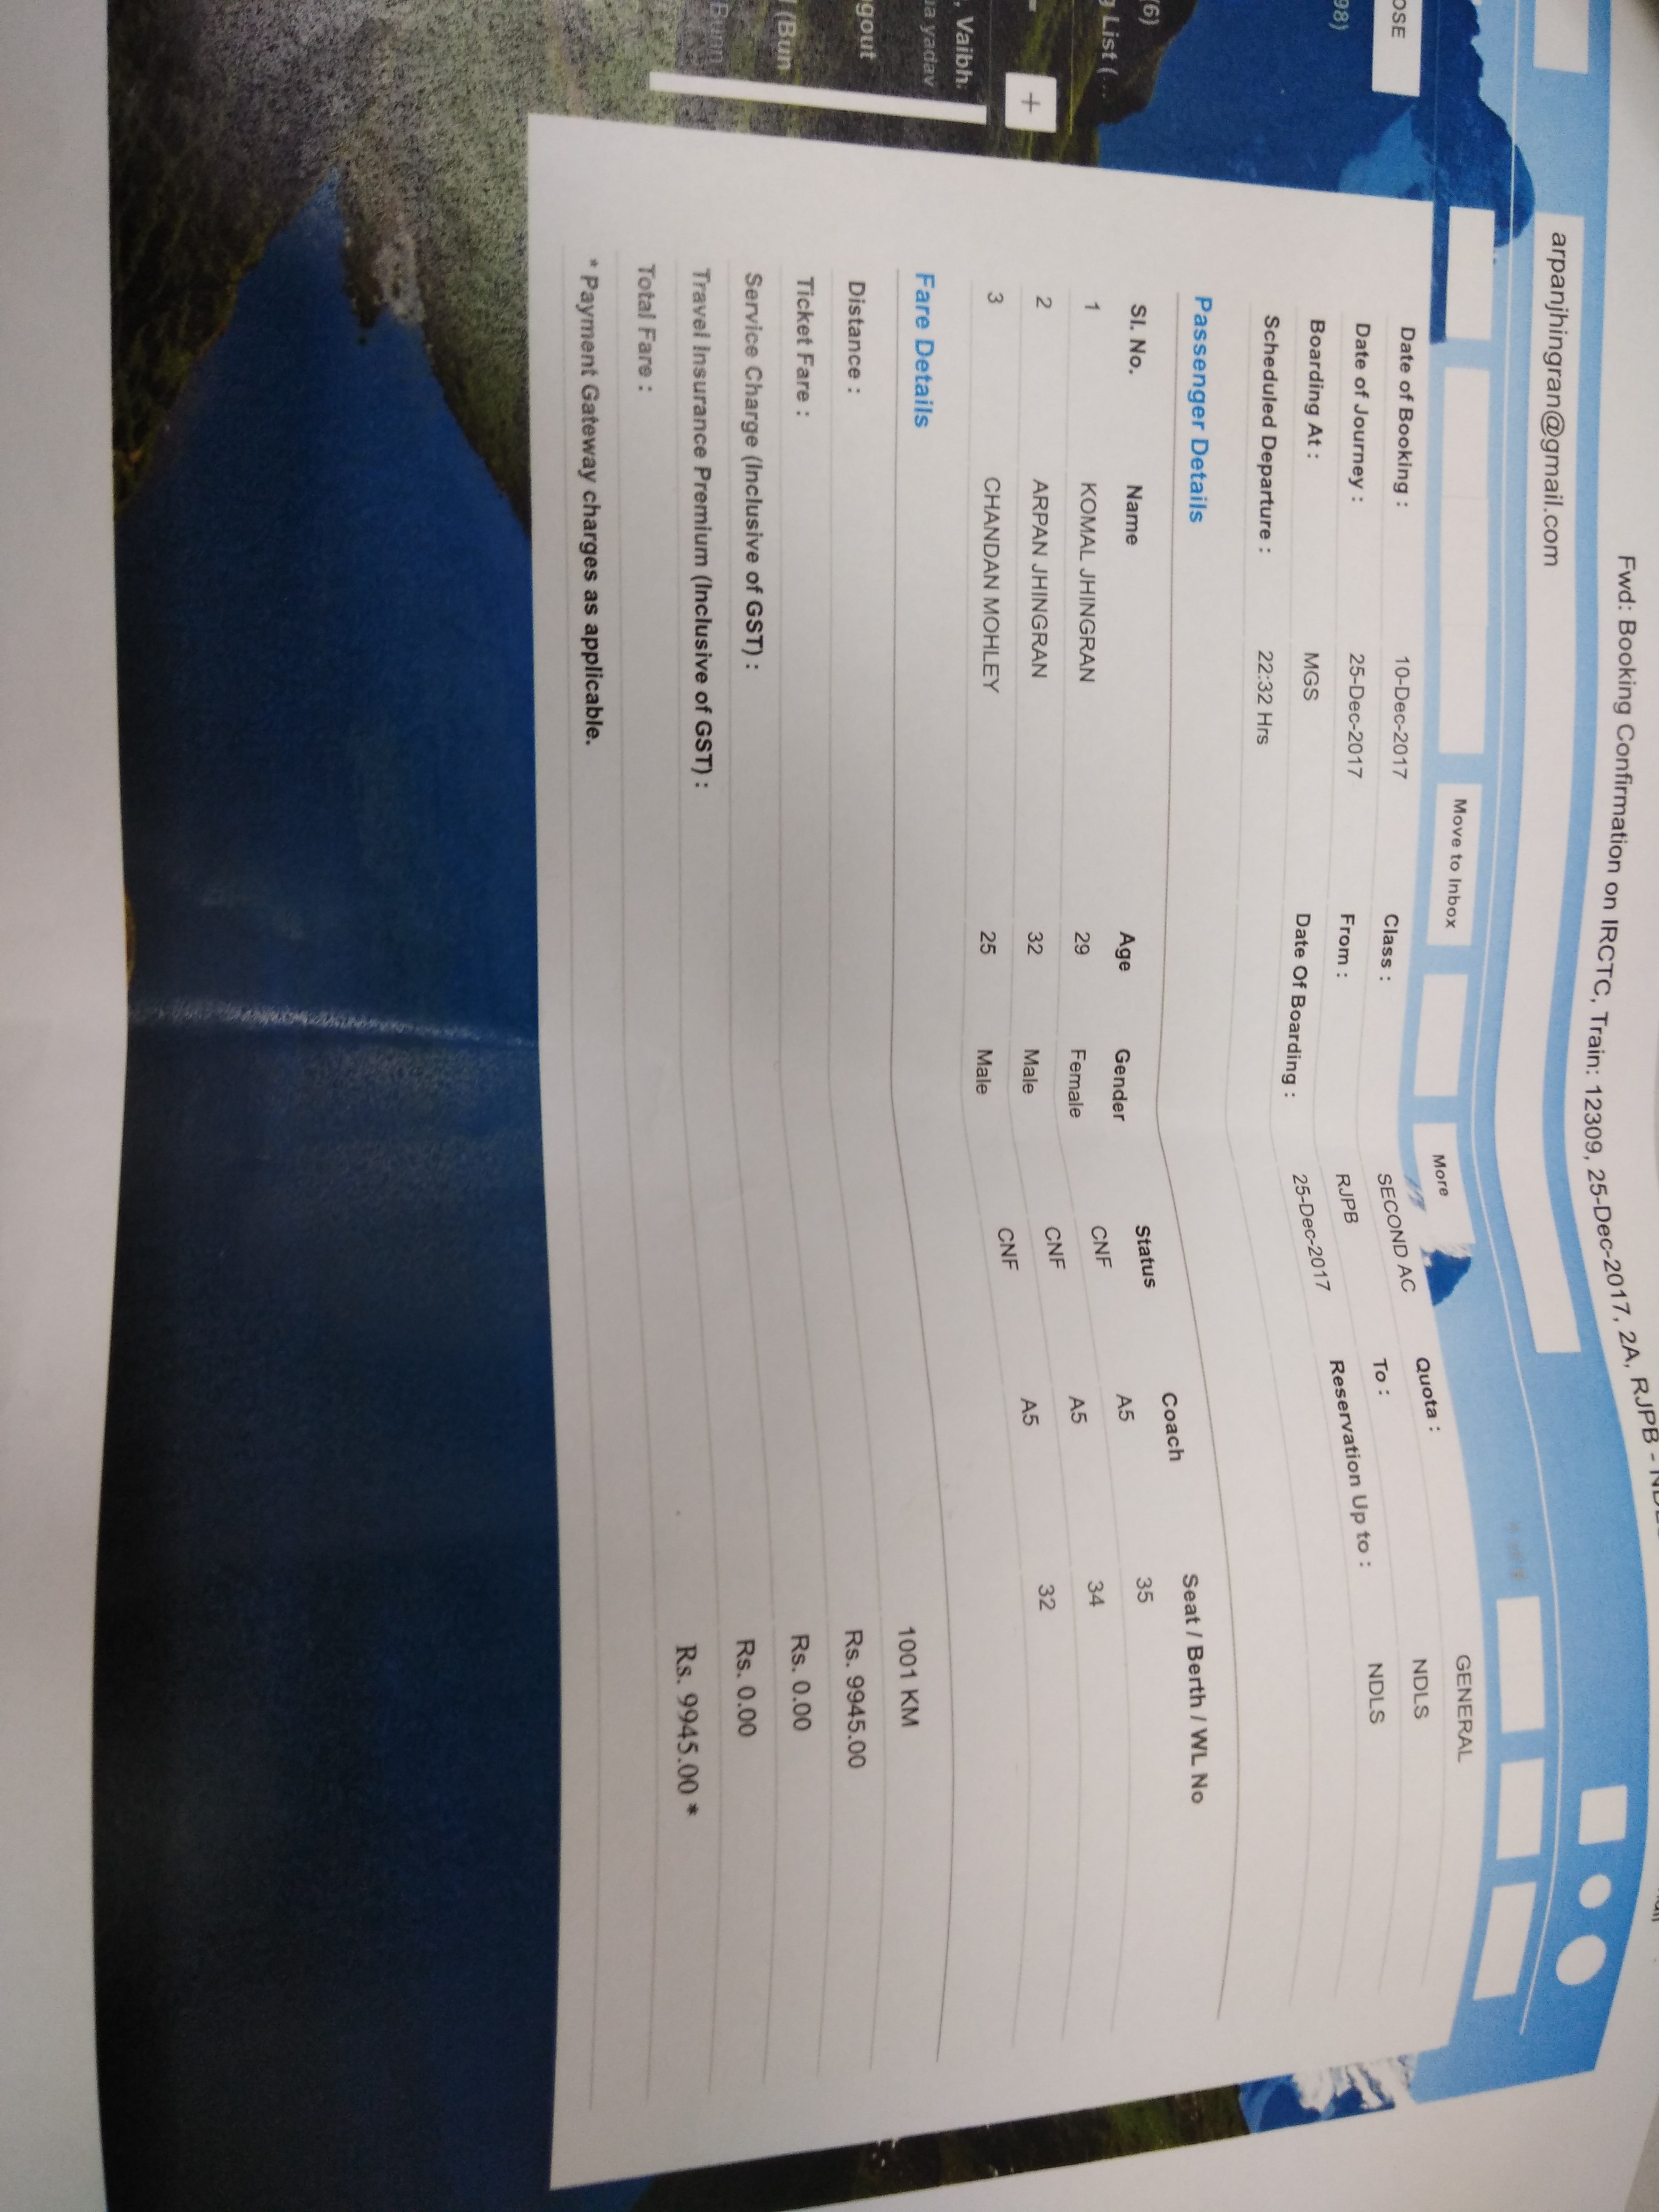 Fwd: Booking Confirmation on IRCTC, Train: 12309, 25-Dec-2017, 2A, RJPB -
arpanjhingran@gmail.com
Move to Inbox More
OSE
98)
(6)
g List (...
+
, Vaibh.
a yadav
gout
(Bun
Bunn
Date of Booking : 10-Dec-2017 Class : SECOND AC Quota : GENERAL
Date of Journey : 25-Dec-2017 From : RJPB To : NDLS
Boarding At : MGS Date Of Boarding : 25-Dec-2017 Reservation Up to : NDLS
Scheduled Departure : 22:32 Hrs
Passenger Details
Sl. No. Name Age Gender Status Coach Seat / Berth / WL No
1 KOMAL JHINGRAN 29 Female CNF A5 35
2 ARPAN JHINGRAN 32 Male CNF A5 34
3 CHANDAN MOHLEY 25 Male CNF A5 32
Fare Details
Distance : 1001 KM
Ticket Fare : Rs. 9945.00
Service Charge (Inclusive of GST) : Rs. 0.00
Travel Insurance Premium (Inclusive of GST) : Rs. 0.00
Total Fare : Rs. 9945.00 *
* Payment Gateway charges as applicable.